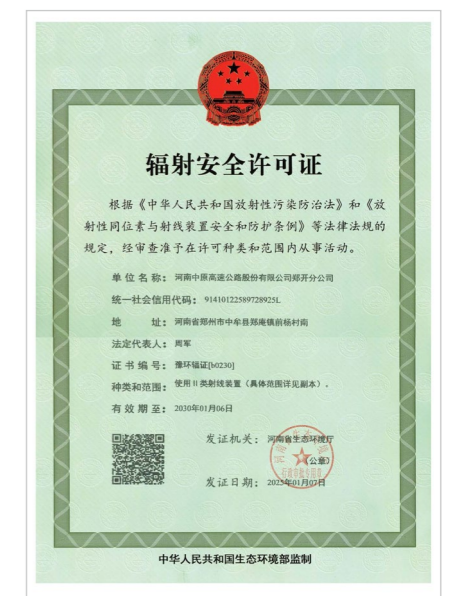 辐射安全许可证
根据《中华人民共和国放射性污染防治法》和《放
射性同位素与射线装置安全和防护条例》等法律法规的
规定，经审查准予在许可种类和范围内从事活动。
单位名称：河南中原高速公路股份有限公司郑开分公司
统一社会信用代码：91410122589728925L
地址：河南省郑州市中牟县郑庵镇前杨村南
法定代表人：周军
证书编号：豫环辐证[b0230]
种类和范围：使用Ⅱ类射线装置（具体范围详见副本）。
有效期至：2030年01月06日
发证机关：河南省生态环境厅
（公章）
发证日期：2025年01月07日
中华人民共和国生态环境部监制